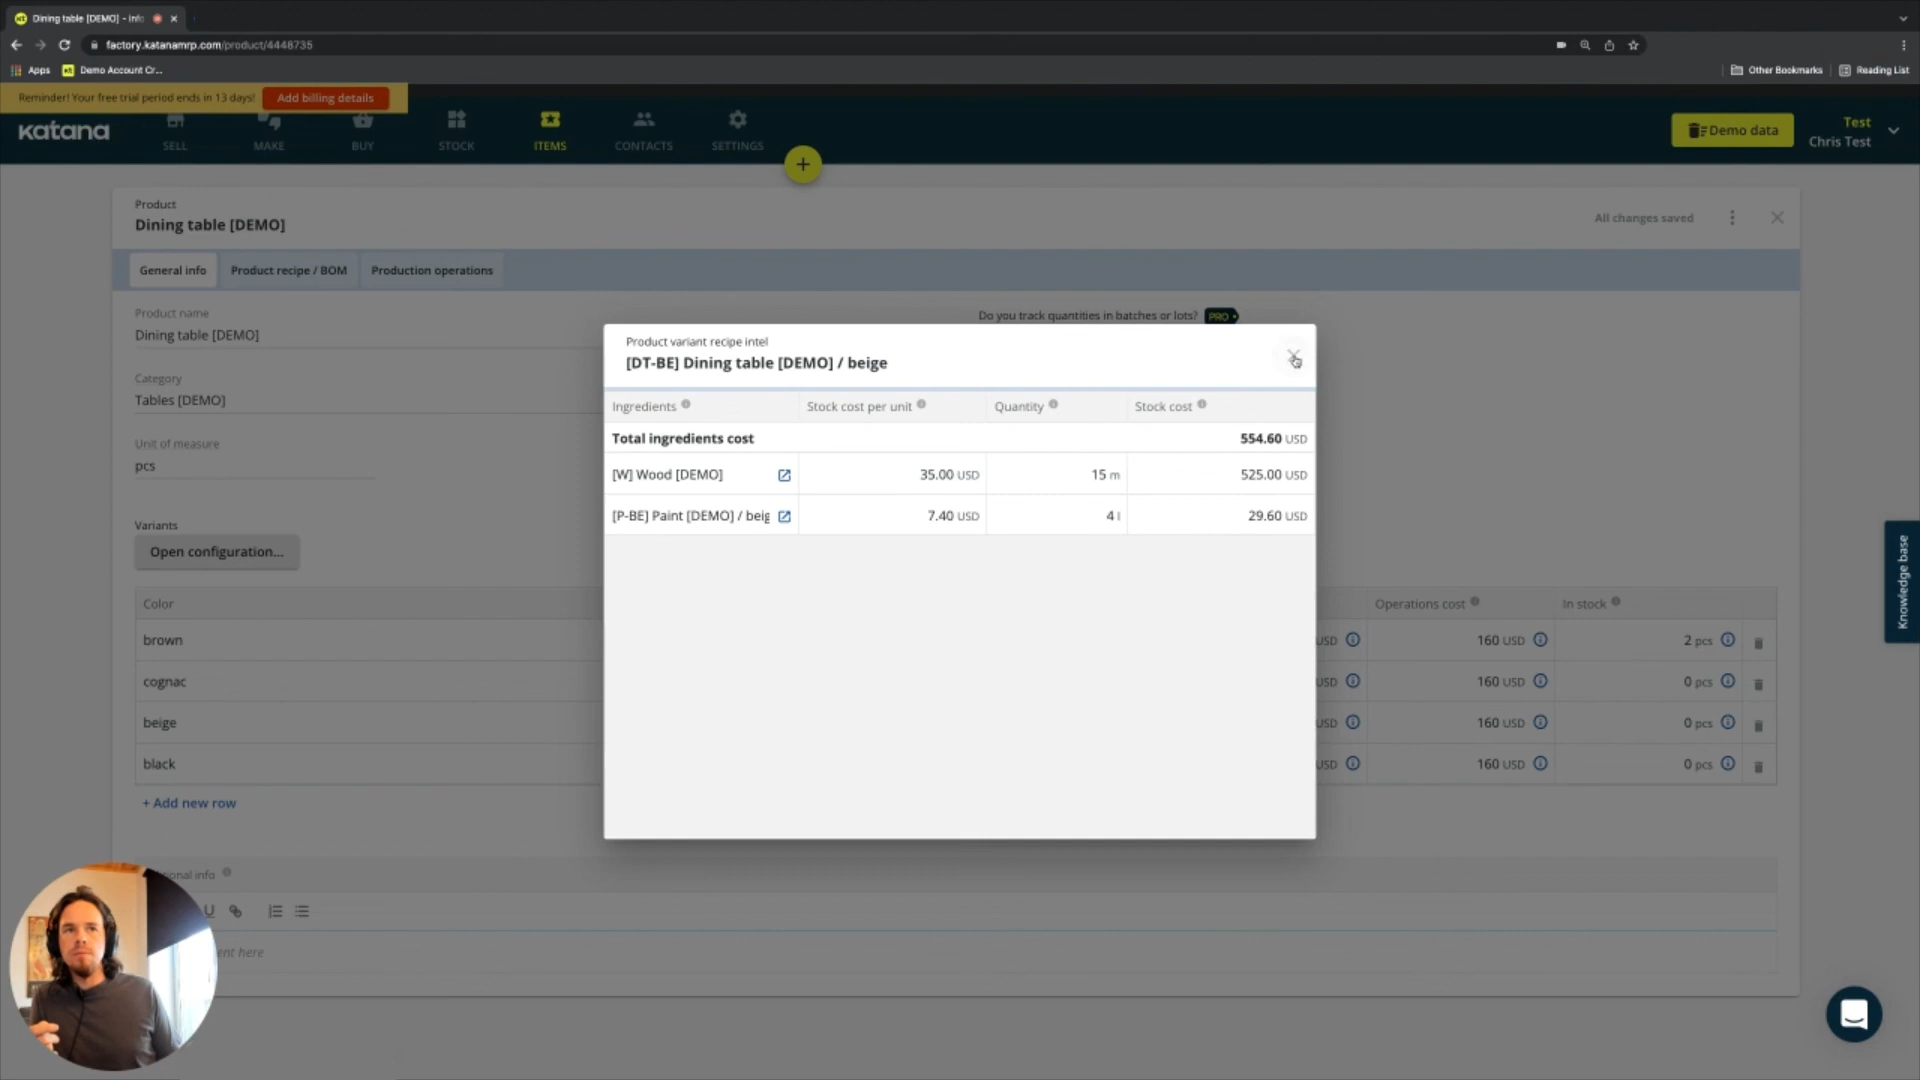 Dining table [DEMO] - info
factory.katanamrp.com/product/4448735
Apps
Demo Account Cr...
Other Bookmarks
Reading List
Reminder! Your free trial period ends in 13 days!
Add billing details
katana
SELL
MAKE
BUY
STOCK
ITEMS
CONTACTS
SETTINGS
+
Demo data
Test
Chris Test
Product
Dining table [DEMO]
All changes saved
General info
Product recipe / BOM
Production operations
Product name
Dining table [DEMO]
Do you track quantities in batches or lots? PRO
Category
Tables [DEMO]
Unit of measure
pcs
Variants
Open configuration...
Product variant recipe intel
[DT-BE] Dining table [DEMO] / beige
Ingredients Stock cost per unit Quantity Stock cost
Total ingredients cost 554.60 USD
[W] Wood [DEMO] 35.00 USD 15 m 525.00 USD
[P-BE] Paint [DEMO] / beig 7.40 USD 4 l 29.60 USD
Color Operations cost In stock
brown USD 160 USD 2 pcs
cognac USD 160 USD 0 pcs
beige USD 160 USD 0 pcs
black USD 160 USD 0 pcs
+ Add new row
onal info
ent here
Knowledge base